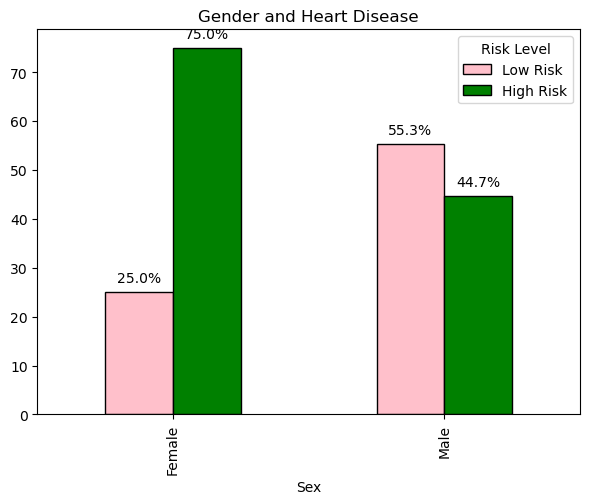 Gender and Heart Disease
75.0%
Risk Level
Low Risk
High Risk
70
60
55.3%
50
44.7%
40
30
25.0%
20
10
0
Female
Male
Sex